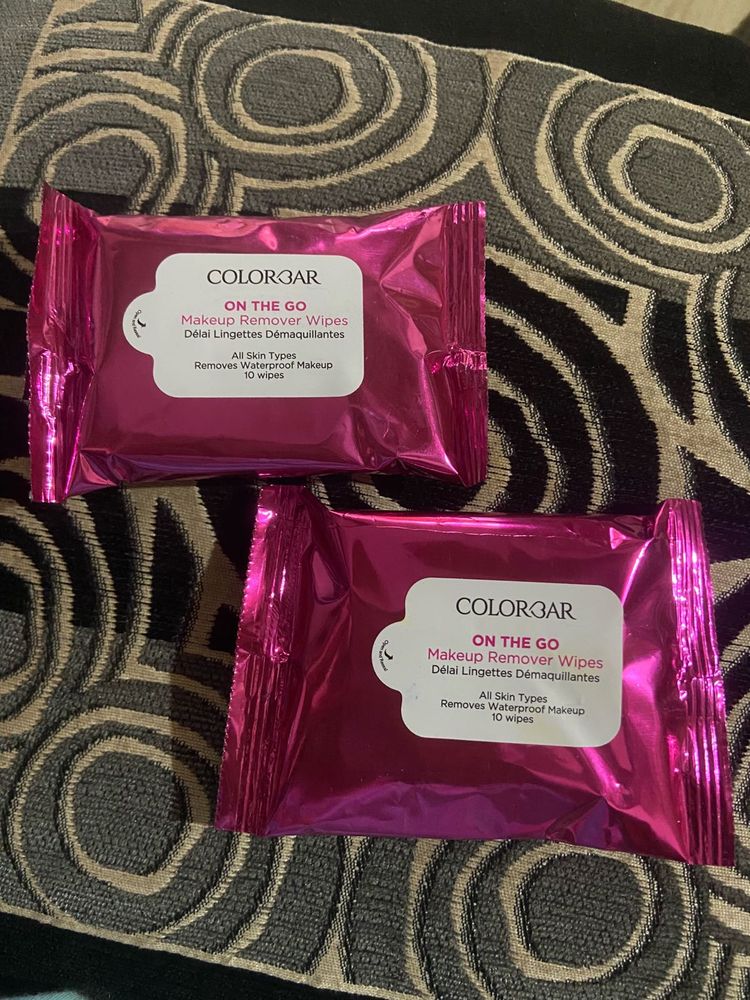 COLORBAR
ON THE GO
Makeup Remover Wipes
Délai Lingettes Démaquillantes
All Skin Types
Removes Waterproof Makeup
10 wipes
COLORBAR
ON THE GO
Makeup Remover Wipes
Délai Lingettes Démaquillantes
All Skin Types
Removes Waterproof Makeup
10 wipes